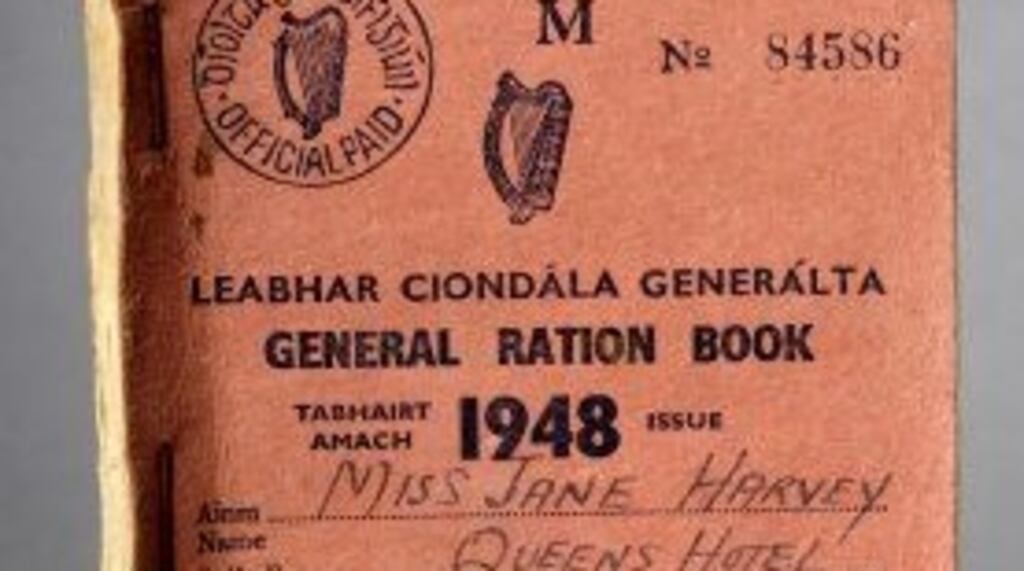 M
Nº 84586
OFFICIAL PAID
LEABHAR CIONDÁLA GENERÁLTA
GENERAL RATION BOOK
TABHAIRT AMACH 1948 ISSUE
Ainm MISS JANE HARVEY
Name QUEENS HOTEL